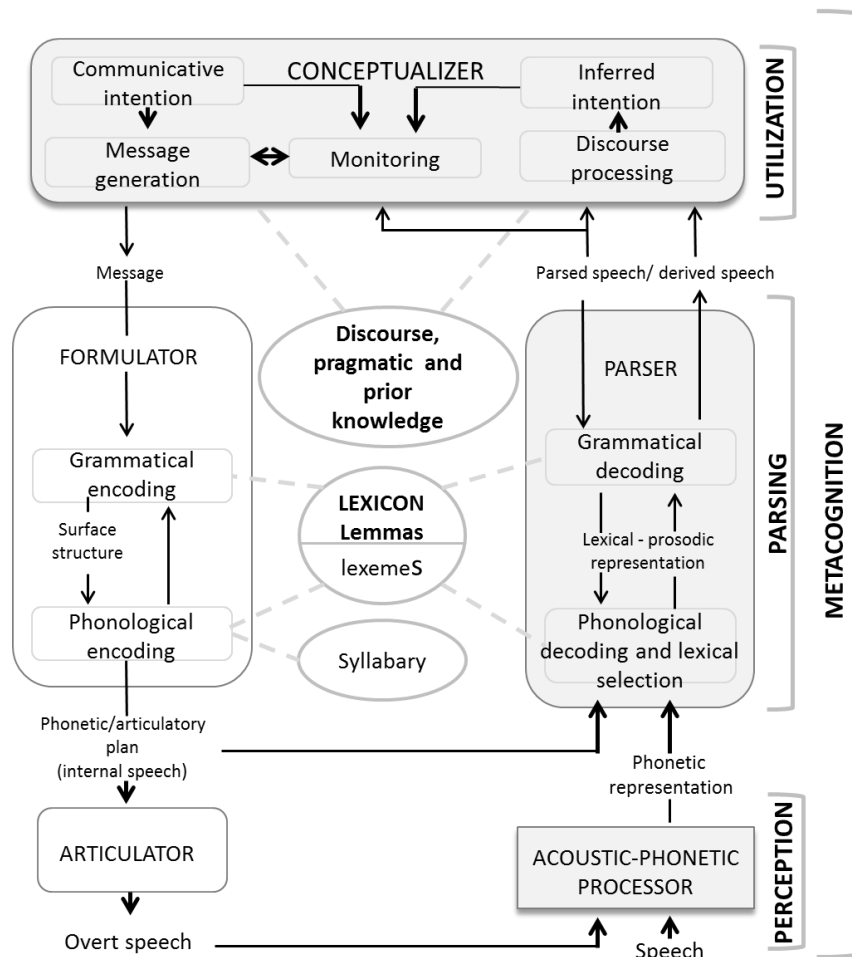 CONCEPTUALIZER
Communicative
intention
Inferred
intention
Message
generation
Monitoring
Discourse
processing
UTILIZATION
Message
Parsed speech/ derived speech
FORMULATOR
Discourse,
pragmatic and
prior
knowledge
PARSER
Grammatical
encoding
Grammatical
decoding
LEXICON
Lemmas
lexemeS
Surface
structure
Lexical - prosodic
representation
Phonological
encoding
Syllabary
Phonological
decoding and lexical
selection
PARSING
METACOGNITION
Phonetic/articulatory
plan
(internal speech)
Phonetic
representation
ARTICULATOR
ACOUSTIC-PHONETIC
PROCESSOR
PERCEPTION
Overt speech
Speech